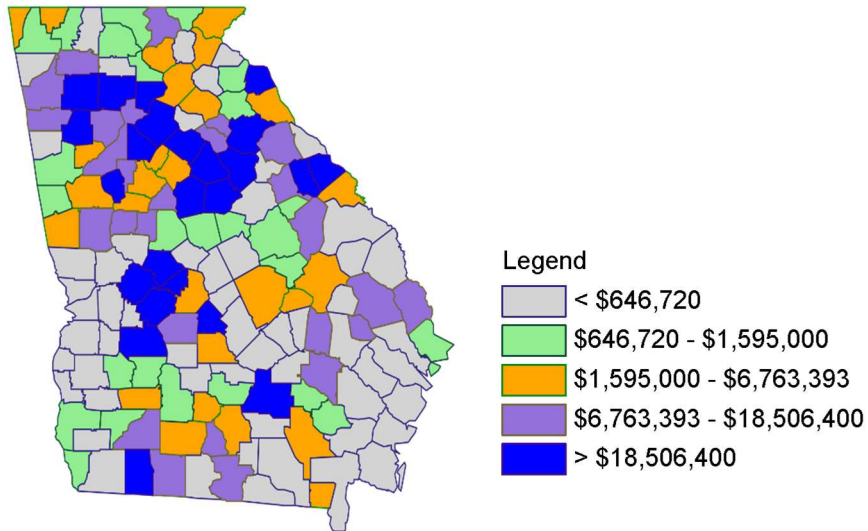 Legend
< $646,720
$646,720 - $1,595,000
$1,595,000 - $6,763,393
$6,763,393 - $18,506,400
> $18,506,400